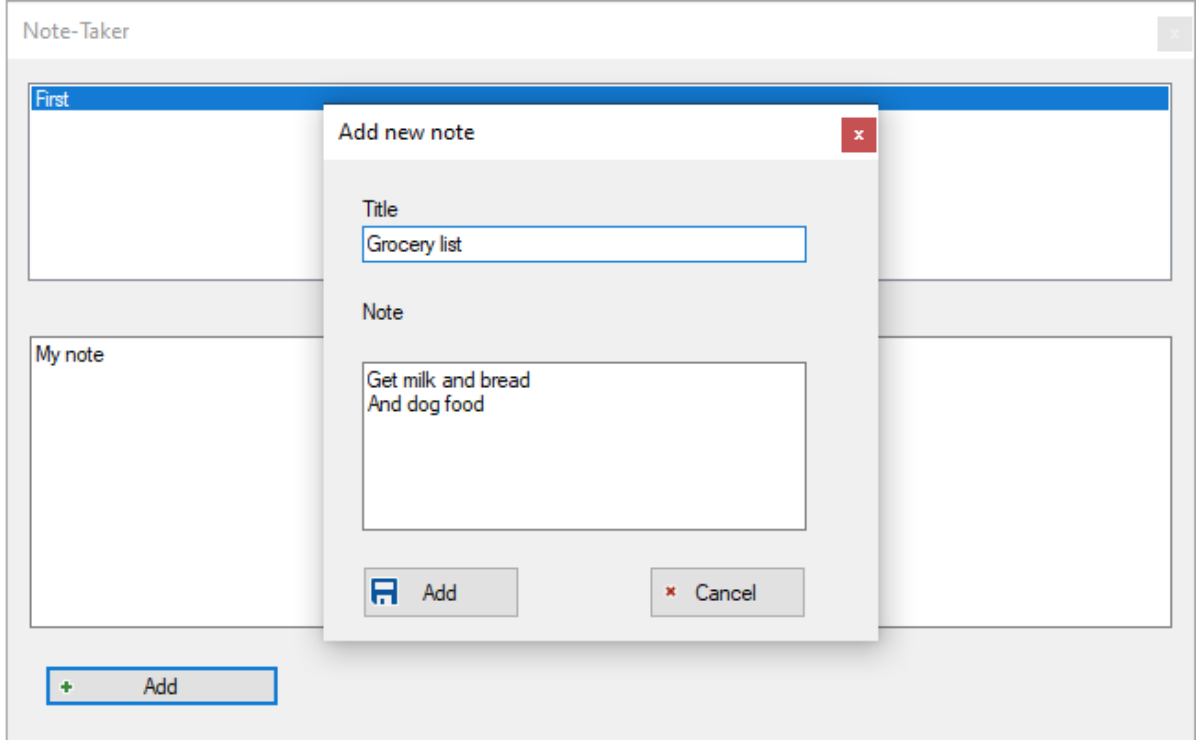 Note-Taker
x
First
Add new note
x
Title
Grocery list
Note
My note
Get milk and bread
And dog food
Add
Cancel
Add